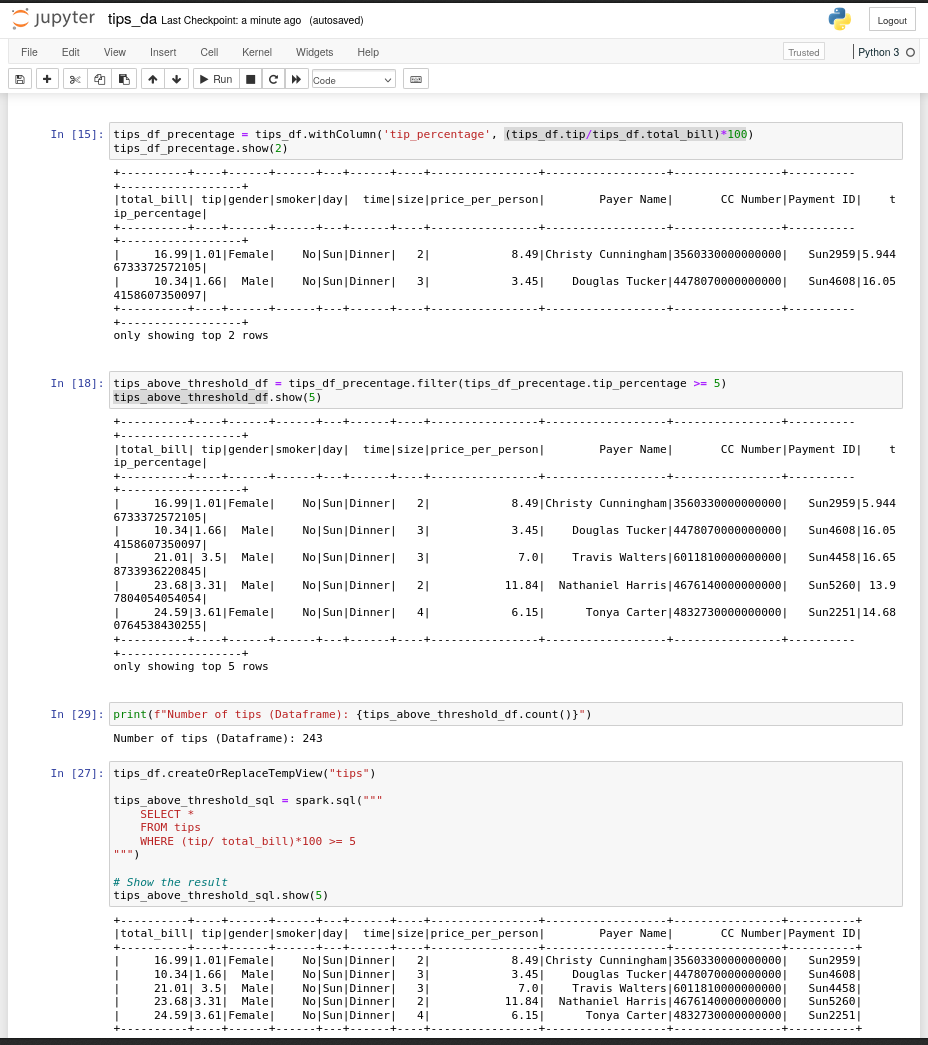 jupyter tips_da Last Checkpoint: a minute ago (autosaved) Logout
File Edit View Insert Cell Kernel Widgets Help Trusted Python 3
Run Code
In [15]: tips_df_precentage = tips_df.withColumn('tip_percentage', (tips_df.tip/tips_df.total_bill)*100)
tips_df_precentage.show(2)
+----------+----+------+------+---+------+----+----------------+------------------+----------------+----------
+------------------+
|total_bill| tip|gender|smoker|day|  time|size|price_per_person|        Payer Name|       CC Number|Payment ID|    t
ip_percentage|
+----------+----+------+------+---+------+----+----------------+------------------+----------------+----------
+------------------+
|     16.99|1.01|Female|    No|Sun|Dinner|   2|            8.49|Christy Cunningham|3560330000000000|   Sun2959|5.944
6733372572105|
|     10.34|1.66|  Male|    No|Sun|Dinner|   3|            3.45|    Douglas Tucker|4478070000000000|   Sun4608|16.05
4158607350097|
+----------+----+------+------+---+------+----+----------------+------------------+----------------+----------
+------------------+
only showing top 2 rows
In [18]: tips_above_threshold_df = tips_df_precentage.filter(tips_df_precentage.tip_percentage >= 5)
tips_above_threshold_df.show(5)
+----------+----+------+------+---+------+----+----------------+------------------+----------------+----------
+------------------+
|total_bill| tip|gender|smoker|day|  time|size|price_per_person|        Payer Name|       CC Number|Payment ID|    t
ip_percentage|
+----------+----+------+------+---+------+----+----------------+------------------+----------------+----------
+------------------+
|     16.99|1.01|Female|    No|Sun|Dinner|   2|            8.49|Christy Cunningham|3560330000000000|   Sun2959|5.944
6733372572105|
|     10.34|1.66|  Male|    No|Sun|Dinner|   3|            3.45|    Douglas Tucker|4478070000000000|   Sun4608|16.05
4158607350097|
|     21.01| 3.5|  Male|    No|Sun|Dinner|   3|             7.0|    Travis Walters|6011810000000000|   Sun4458|16.65
8733936220845|
|     23.68|3.31|  Male|    No|Sun|Dinner|   2|           11.84|  Nathaniel Harris|4676140000000000|   Sun5260| 13.9
7804054054054|
|     24.59|3.61|Female|    No|Sun|Dinner|   4|            6.15|      Tonya Carter|4832730000000000|   Sun2251|14.68
0764538430255|
+----------+----+------+------+---+------+----+----------------+------------------+----------------+----------
+------------------+
only showing top 5 rows
In [29]: print(f"Number of tips (Dataframe): {tips_above_threshold_df.count()}")
Number of tips (Dataframe): 243
In [27]: tips_df.createOrReplaceTempView("tips")
tips_above_threshold_sql = spark.sql("""
    SELECT *
    FROM tips
    WHERE (tip/ total_bill)*100 >= 5
""")
# Show the result
tips_above_threshold_sql.show(5)
+----------+----+------+------+---+------+----+----------------+------------------+----------------+----------+
|total_bill| tip|gender|smoker|day|  time|size|price_per_person|        Payer Name|       CC Number|Payment ID|
+----------+----+------+------+---+------+----+----------------+------------------+----------------+----------+
|     16.99|1.01|Female|    No|Sun|Dinner|   2|            8.49|Christy Cunningham|3560330000000000|   Sun2959|
|     10.34|1.66|  Male|    No|Sun|Dinner|   3|            3.45|    Douglas Tucker|4478070000000000|   Sun4608|
|     21.01| 3.5|  Male|    No|Sun|Dinner|   3|             7.0|    Travis Walters|6011810000000000|   Sun4458|
|     23.68|3.31|  Male|    No|Sun|Dinner|   2|           11.84|  Nathaniel Harris|4676140000000000|   Sun5260|
|     24.59|3.61|Female|    No|Sun|Dinner|   4|            6.15|      Tonya Carter|4832730000000000|   Sun2251|
+----------+----+------+------+---+------+----+----------------+------------------+----------------+----------+